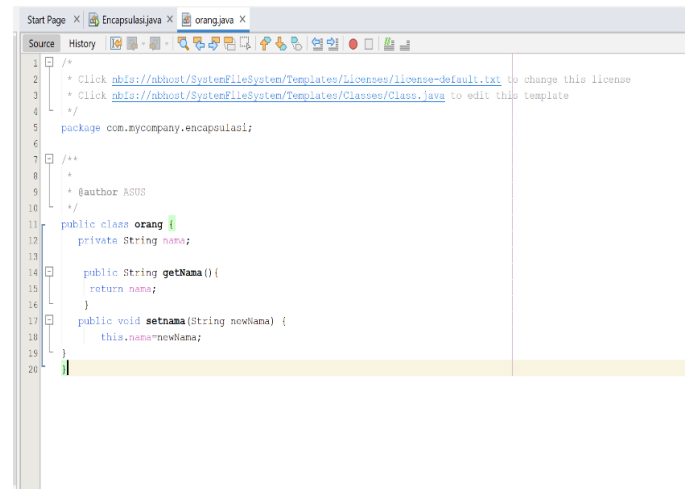 Start Page Encapsulasi.java orang.java
Source History
1 /*
2 * Click nbfs://nbhost/SystemFileSystem/Templates/Licenses/license-default.txt to change this license
3 * Click nbfs://nbhost/SystemFileSystem/Templates/Classes/Class.java to edit this template
4 */
5 package com.mycompany.encapsulasi;
6
7 /**
8 *
9 * @author ASUS
10 */
11 public class orang {
12 private String nama;
13
14 public String getNama(){
15 return nama;
16 }
17 public void setnama(String newNama) {
18 this.nama=newNama;
19 }
20 }